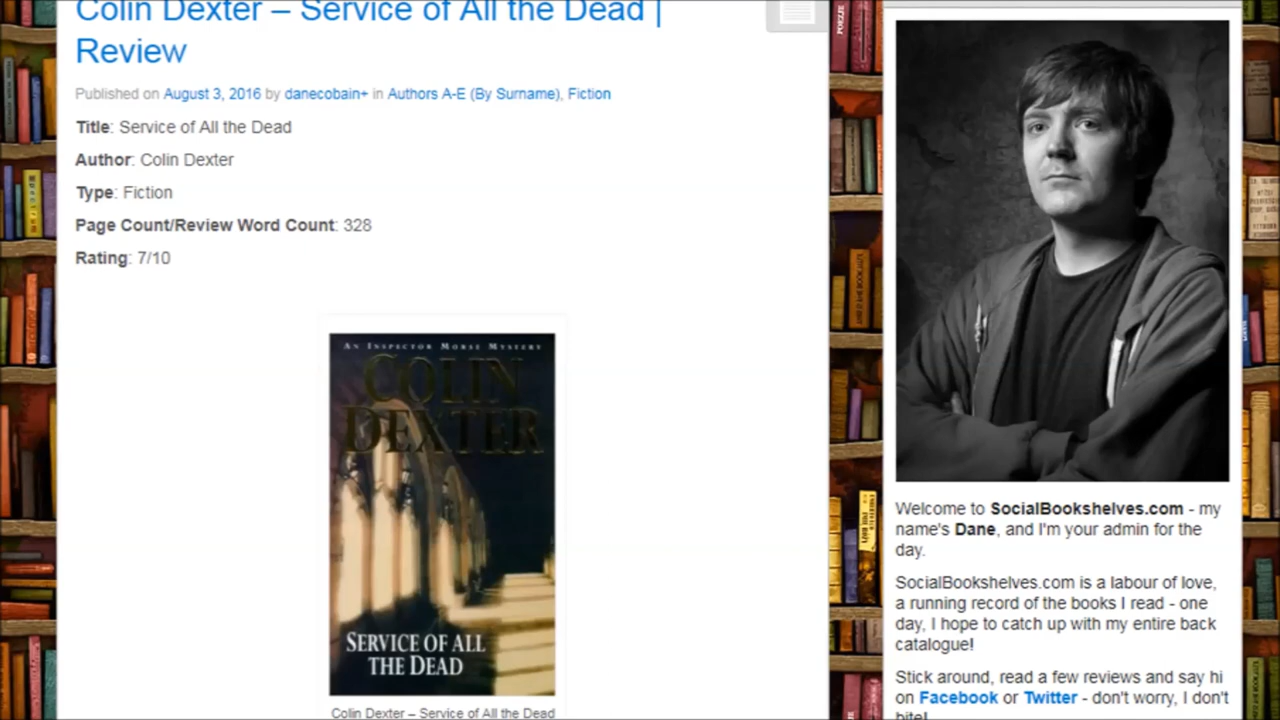 Colin Dexter – Service of All the Dead |
Review
Published on August 3, 2016 by danecobain+ in Authors A-E (By Surname), Fiction
Title: Service of All the Dead
Author: Colin Dexter
Type: Fiction
Page Count/Review Word Count: 328
Rating: 7/10
AN INSPECTOR MORSE MYSTERY
COLIN
DEXTER
SERVICE OF ALL
THE DEAD
Colin Dexter – Service of All the Dead
Welcome to SocialBookshelves.com - my
name's Dane, and I'm your admin for the
day.
SocialBookshelves.com is a labour of love,
a running record of the books I read - one
day, I hope to catch up with my entire back
catalogue!
Stick around, read a few reviews and say hi
on Facebook or Twitter - don't worry, I don't
bite!